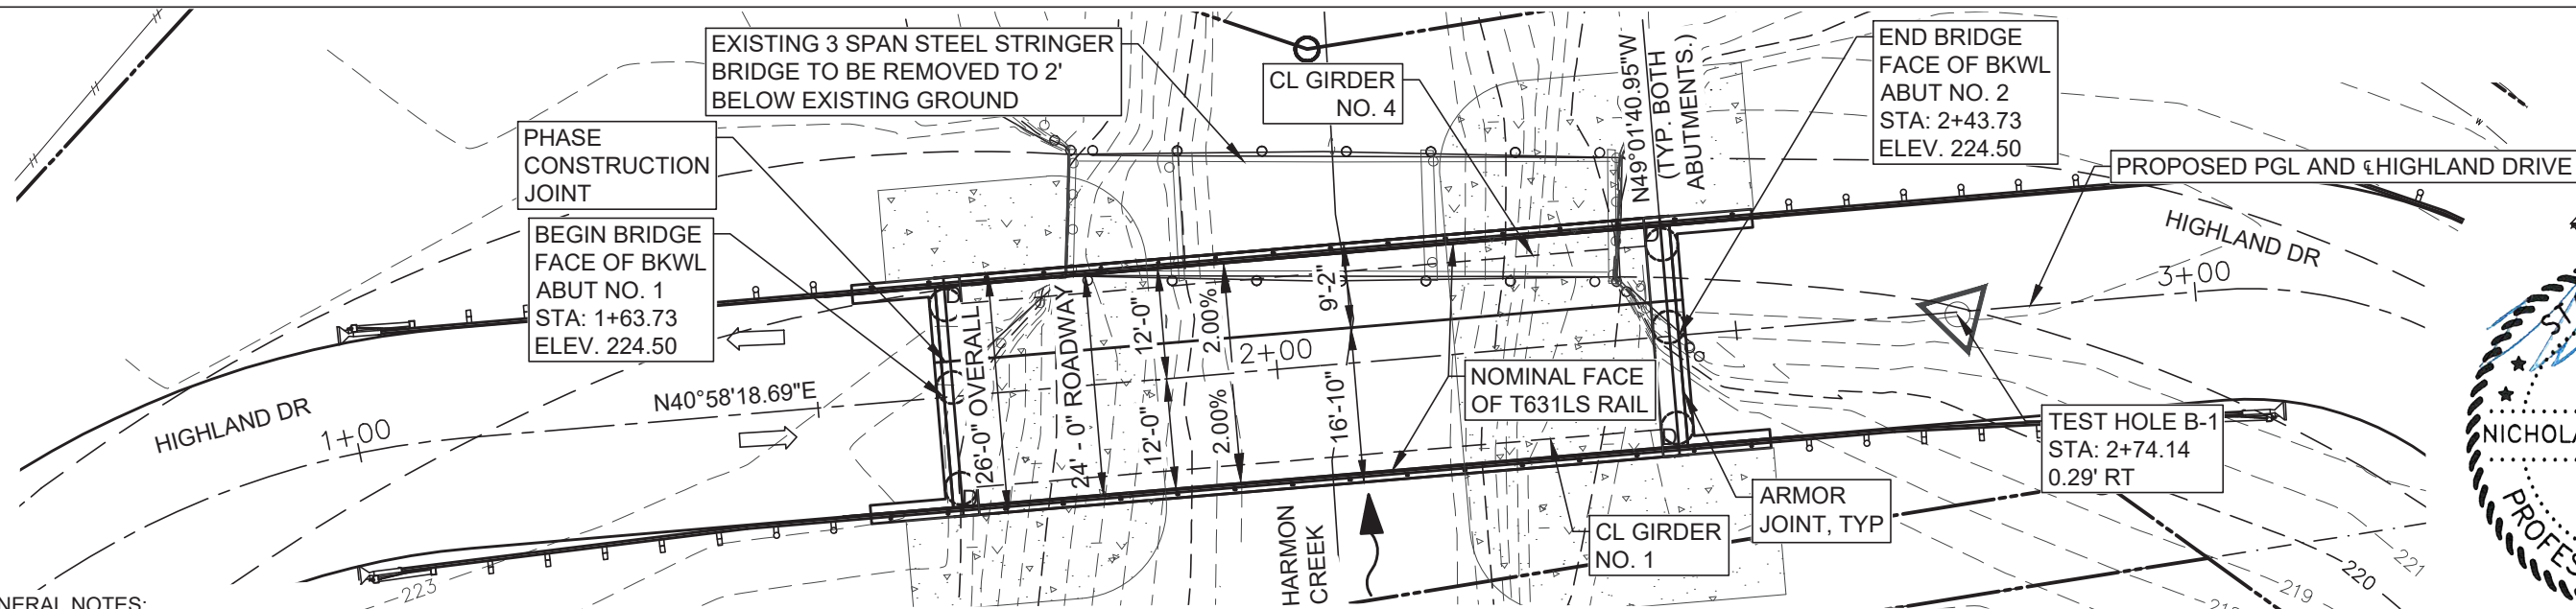 EXISTING 3 SPAN STEEL STRINGER
BRIDGE TO BE REMOVED TO 2'
BELOW EXISTING GROUND
CL GIRDER
NO. 4
N49°01'40.95"W
(TYP. BOTH
ABUTMENTS.)
END BRIDGE
FACE OF BKWL
ABUT NO. 2
STA: 2+43.73
ELEV. 224.50
PROPOSED PGL AND ℄ HIGHLAND DRIVE
PHASE
CONSTRUCTION
JOINT
BEGIN BRIDGE
FACE OF BKWL
ABUT NO. 1
STA: 1+63.73
ELEV. 224.50
HIGHLAND DR
3+00
HIGHLAND DR
1+00
N40°58'18.69"E
26'-0" OVERALL
24' - 0" ROADWAY
12'-0"
12'-0"
2.00%
2.00%
2+00
9'-2"
16'-10"
NOMINAL FACE
OF T631LS RAIL
TEST HOLE B-1
STA: 2+74.14
0.29' RT
ARMOR
JOINT, TYP
CL GIRDER
NO. 1
HARMON
CREEK
223
221
220
219
NICHOLA
PROFES
NERAL NOTES: